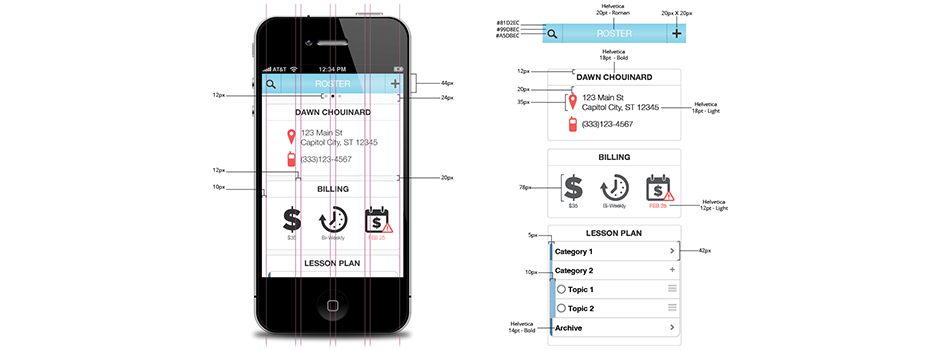 AT&T
12:34 PM
ROSTER
44px
12px
24px
DAWN CHOUINARD
123 Main St
Capitol City, ST 12345
(333)123-4567
12px
20px
10px
BILLING
$35
Bi-Weekly
FEB 25
LESSON PLAN
Helvetica
20pt - Roman
20px X 20px
#81D2EC
#99D8EC
#A5DBEC
ROSTER
Helvetica
18pt - Bold
12px
DAWN CHOUINARD
20px
35px
123 Main St
Capitol City, ST 12345
Helvetica
18pt - Light
(333)123-4567
BILLING
78px
$35
Bi-Weekly
FEB 25
Helvetica
12pt - Light
LESSON PLAN
5px
Category 1
42px
10px
Category 2
Topic 1
Topic 2
Helvetica
14pt - Bold
Archive